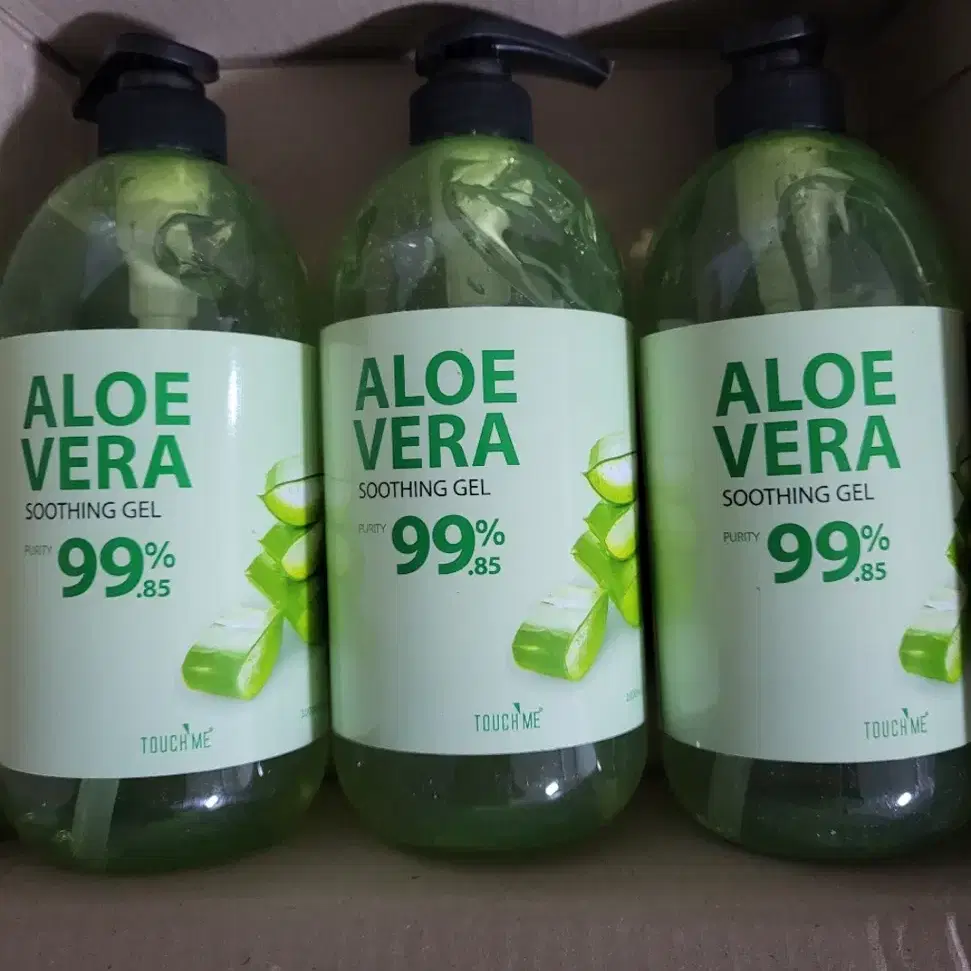 ALOE
VERA
SOOTHING GEL
PURITY 99.85%
TOUCH ME
ALOE
VERA
SOOTHING GEL
PURITY 99.85%
TOUCH ME
ALOE
VERA
SOOTHING GEL
PURITY 99.85%
TOUCH ME